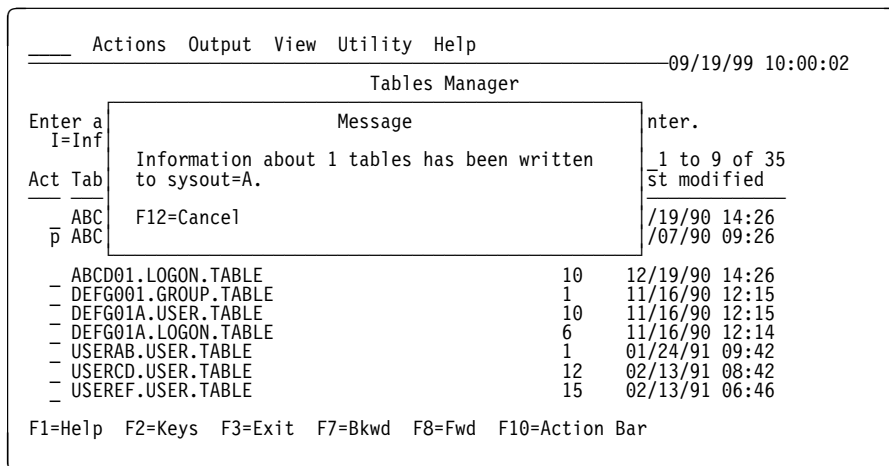 ____ Actions Output View Utility Help
09/19/99 10:00:02
Tables Manager
Enter a Message nter.
I=Inf
Information about 1 tables has been written _1 to 9 of 35
Act Tab to sysout=A. st modified
_ ABC F12=Cancel /19/90 14:26
p ABC /07/90 09:26
_ ABCD01.LOGON.TABLE 10 12/19/90 14:26
_ DEFG001.GROUP.TABLE 1 11/16/90 12:15
_ DEFG01A.USER.TABLE 10 11/16/90 12:15
_ DEFG01A.LOGON.TABLE 6 11/16/90 12:14
_ USERAB.USER.TABLE 1 01/24/91 09:42
_ USERCD.USER.TABLE 12 02/13/91 08:42
_ USEREF.USER.TABLE 15 02/13/91 06:46
F1=Help F2=Keys F3=Exit F7=Bkwd F8=Fwd F10=Action Bar